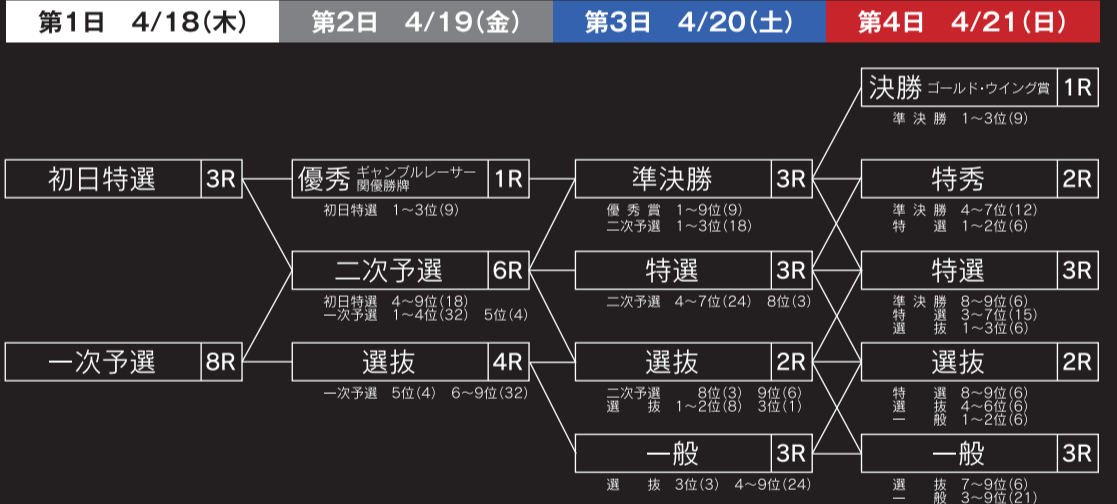 第1日 4/18(木)
第2日 4/19(金)
第3日 4/20(土)
第4日 4/21(日)
決勝 ゴールド・ウイング賞 1R
準決勝 1〜3位(9)
初日特選 3R
優秀 ギャンブルレーサー
関優勝牌 1R
初日特選 1〜3位(9)
準決勝 3R
優秀賞 1〜9位(9)
二次予選 1〜3位(18)
特秀 2R
準決勝 4〜7位(12)
特選 1〜2位(6)
二次予選 6R
初日特選 4〜9位(18)
一次予選 1〜4位(32) 5位(4)
特選 3R
二次予選 4〜7位(24) 8位(3)
特選 3R
準決勝 8〜9位(6)
特選 3〜7位(15)
選抜 1〜3位(6)
一次予選 8R
選抜 4R
一次予選 5位(4) 6〜9位(32)
選抜 2R
二次予選 8位(3) 9位(6)
選抜 1〜2位(8) 3位(1)
選抜 2R
特選 8〜9位(6)
選抜 4〜6位(6)
一般 1〜2位(6)
一般 3R
選抜 3位(3) 4〜9位(24)
一般 3R
選抜 7〜9位(6)
一般 3〜9位(21)